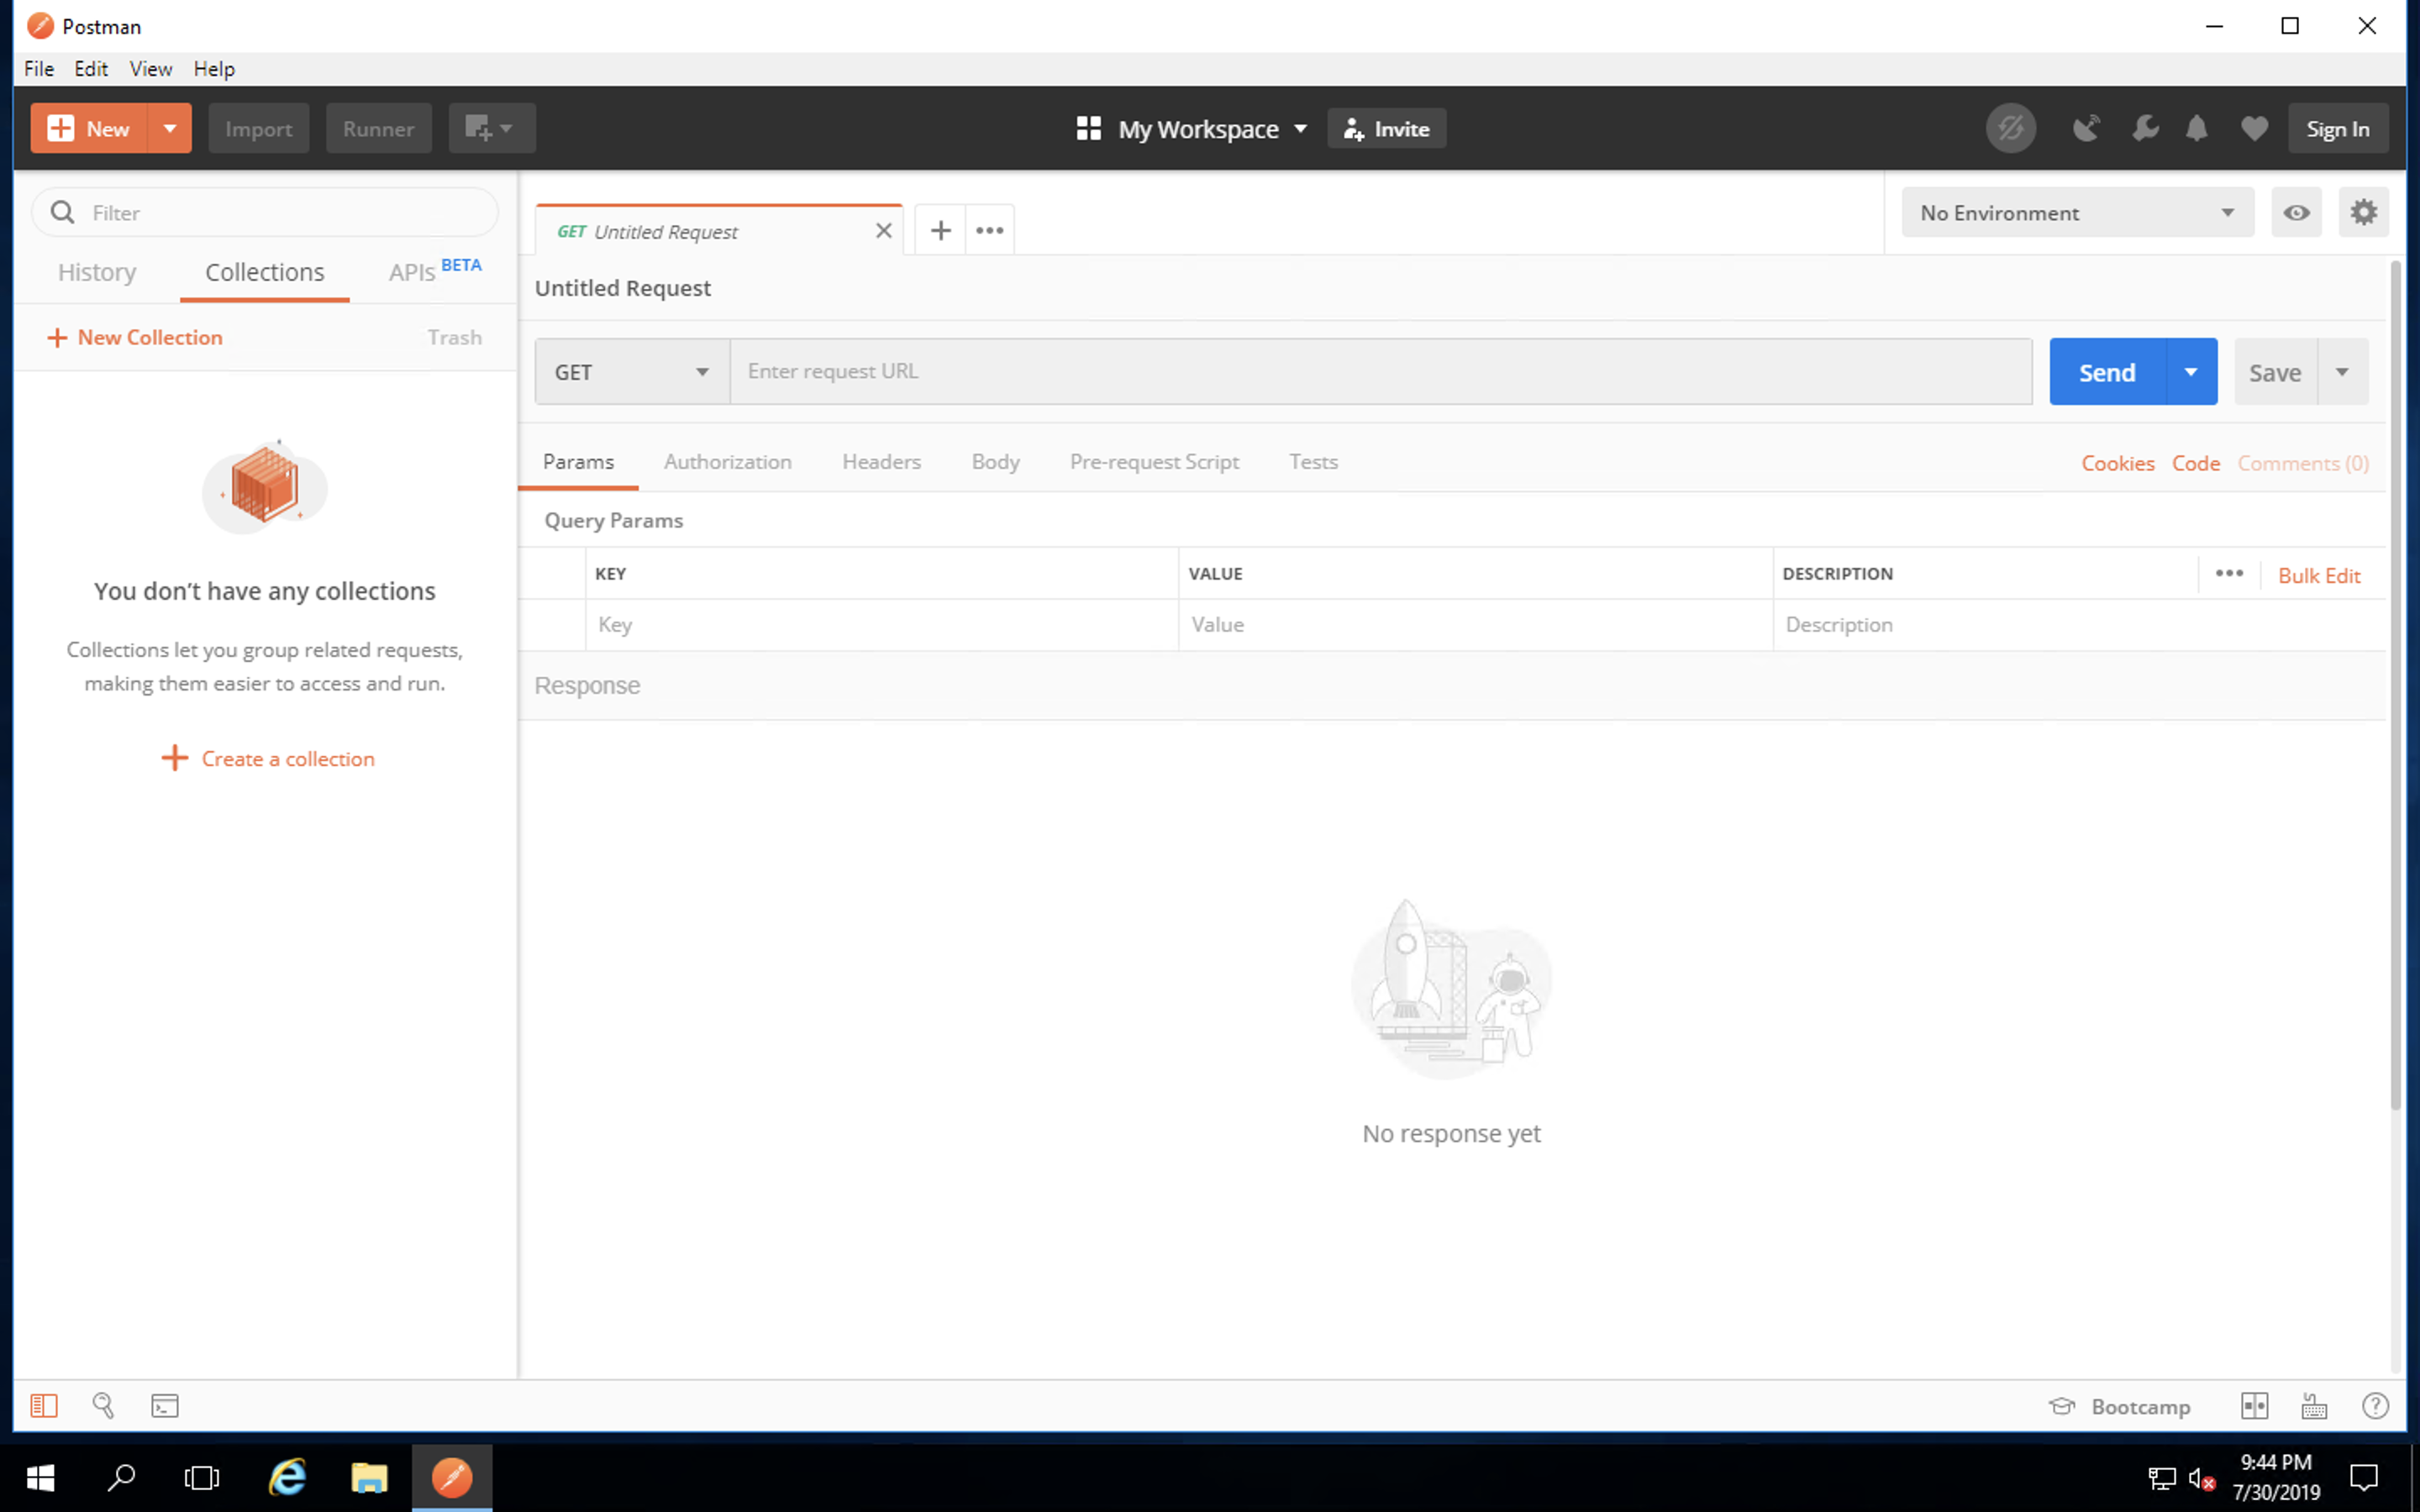 Postman
File Edit View Help
New Import Runner My Workspace Invite Sign In
Filter
History Collections APIs BETA
New Collection Trash
You don't have any collections
Collections let you group related requests,
making them easier to access and run.
Create a collection
GET Untitled Request
No Environment
Untitled Request
GET Enter request URL Send Save
Params Authorization Headers Body Pre-request Script Tests Cookies Code Comments (0)
Query Params
KEY VALUE DESCRIPTION Bulk Edit
Key Value Description
Response
No response yet
Bootcamp
9:44 PM
7/30/2019